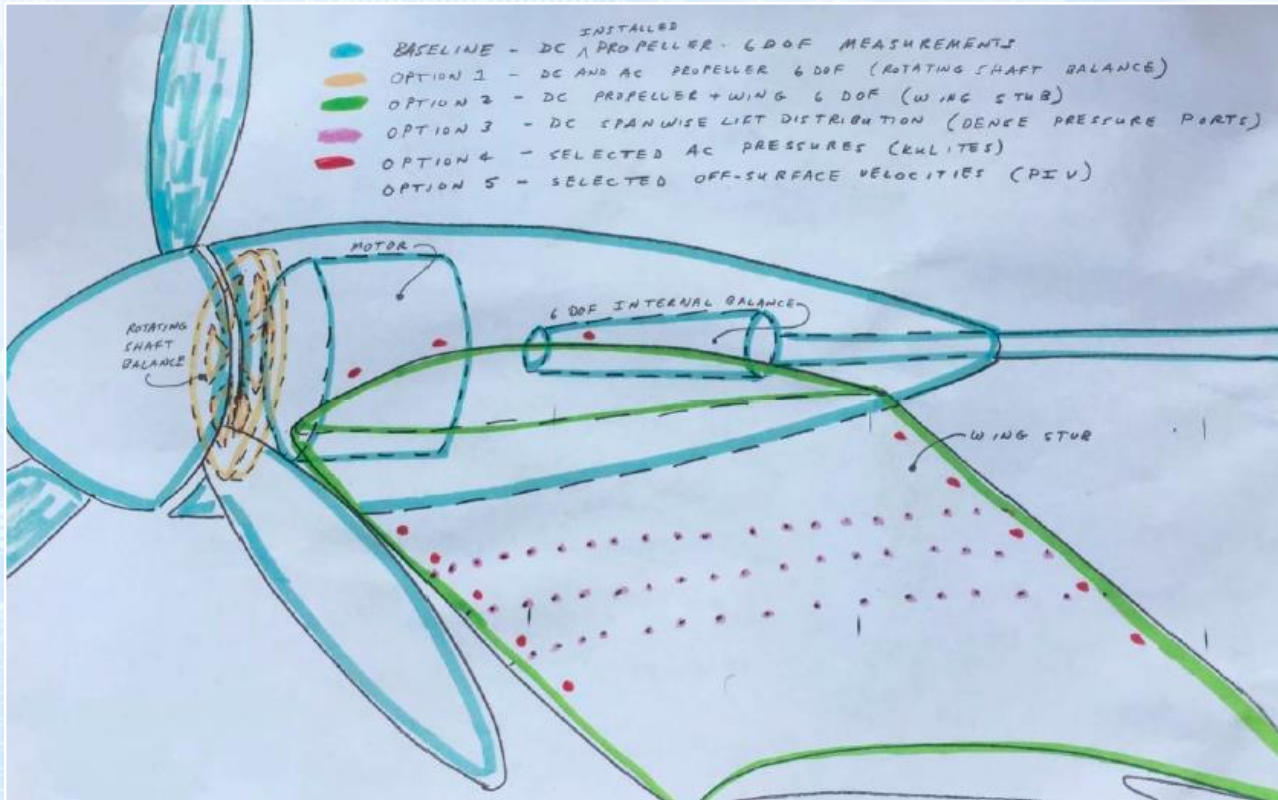 INSTALLED
BASELINE - DC ^ PROPELLER - 6 DOF MEASUREMENTS
OPTION 1 - DC AND AC PROPELLER 6 DOF (ROTATING SHAFT BALANCE)
OPTION 2 - DC PROPELLER + WING 6 DOF (WING STUB)
OPTION 3 - DC SPANWISE LIFT DISTRIBUTION (DENSE PRESSURE PORTS)
OPTION 4 - SELECTED AC PRESSURES (KULITES)
OPTION 5 - SELECTED OFF-SURFACE VELOCITIES (PIV)
MOTOR
6 DOF INTERNAL BALANCE
ROTATING
SHAFT
BALANCE
WING STUB